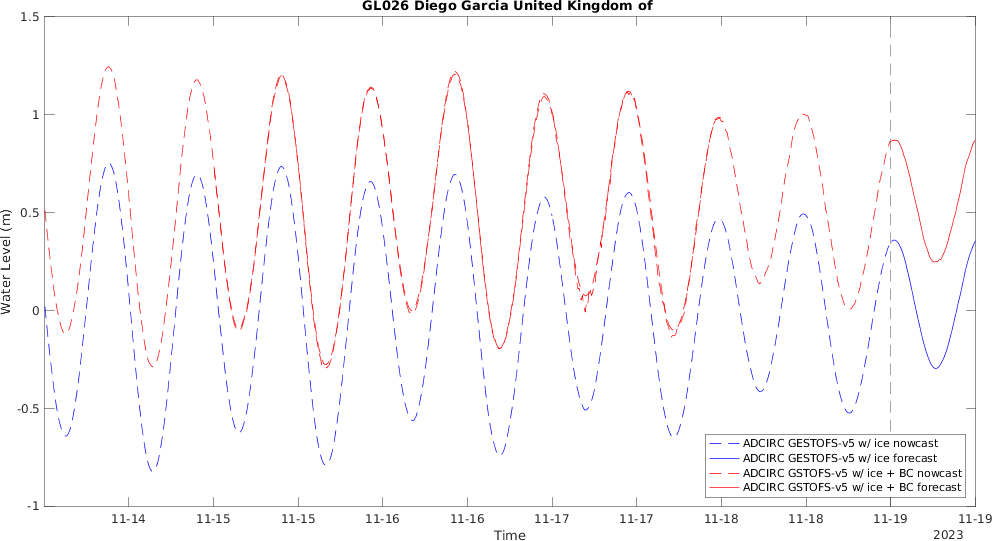 GL026 Diego Garcia United Kingdom of
1.5
1
0.5
0
-0.5
-1
Water Level (m)
11-14
11-15
11-15
11-16
11-16
11-17
11-17
11-18
11-18
11-19
11-19
Time
2023
ADCIRC GESTOFS-v5 w/ ice nowcast
ADCIRC GESTOFS-v5 w/ ice forecast
ADCIRC GSTOFS-v5 w/ ice + BC nowcast
ADCIRC GSTOFS-v5 w/ ice + BC forecast